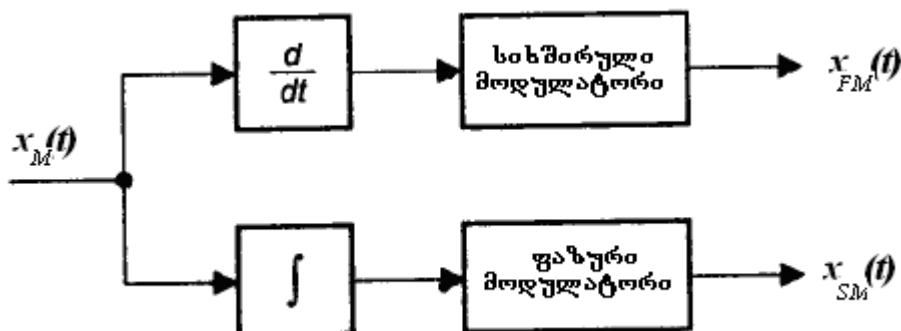 d
dt
სიხშირული
მოდულატორი
x_FM(t)
x_M(t)
∫
ფაზური
მოდულატორი
x_SM(t)